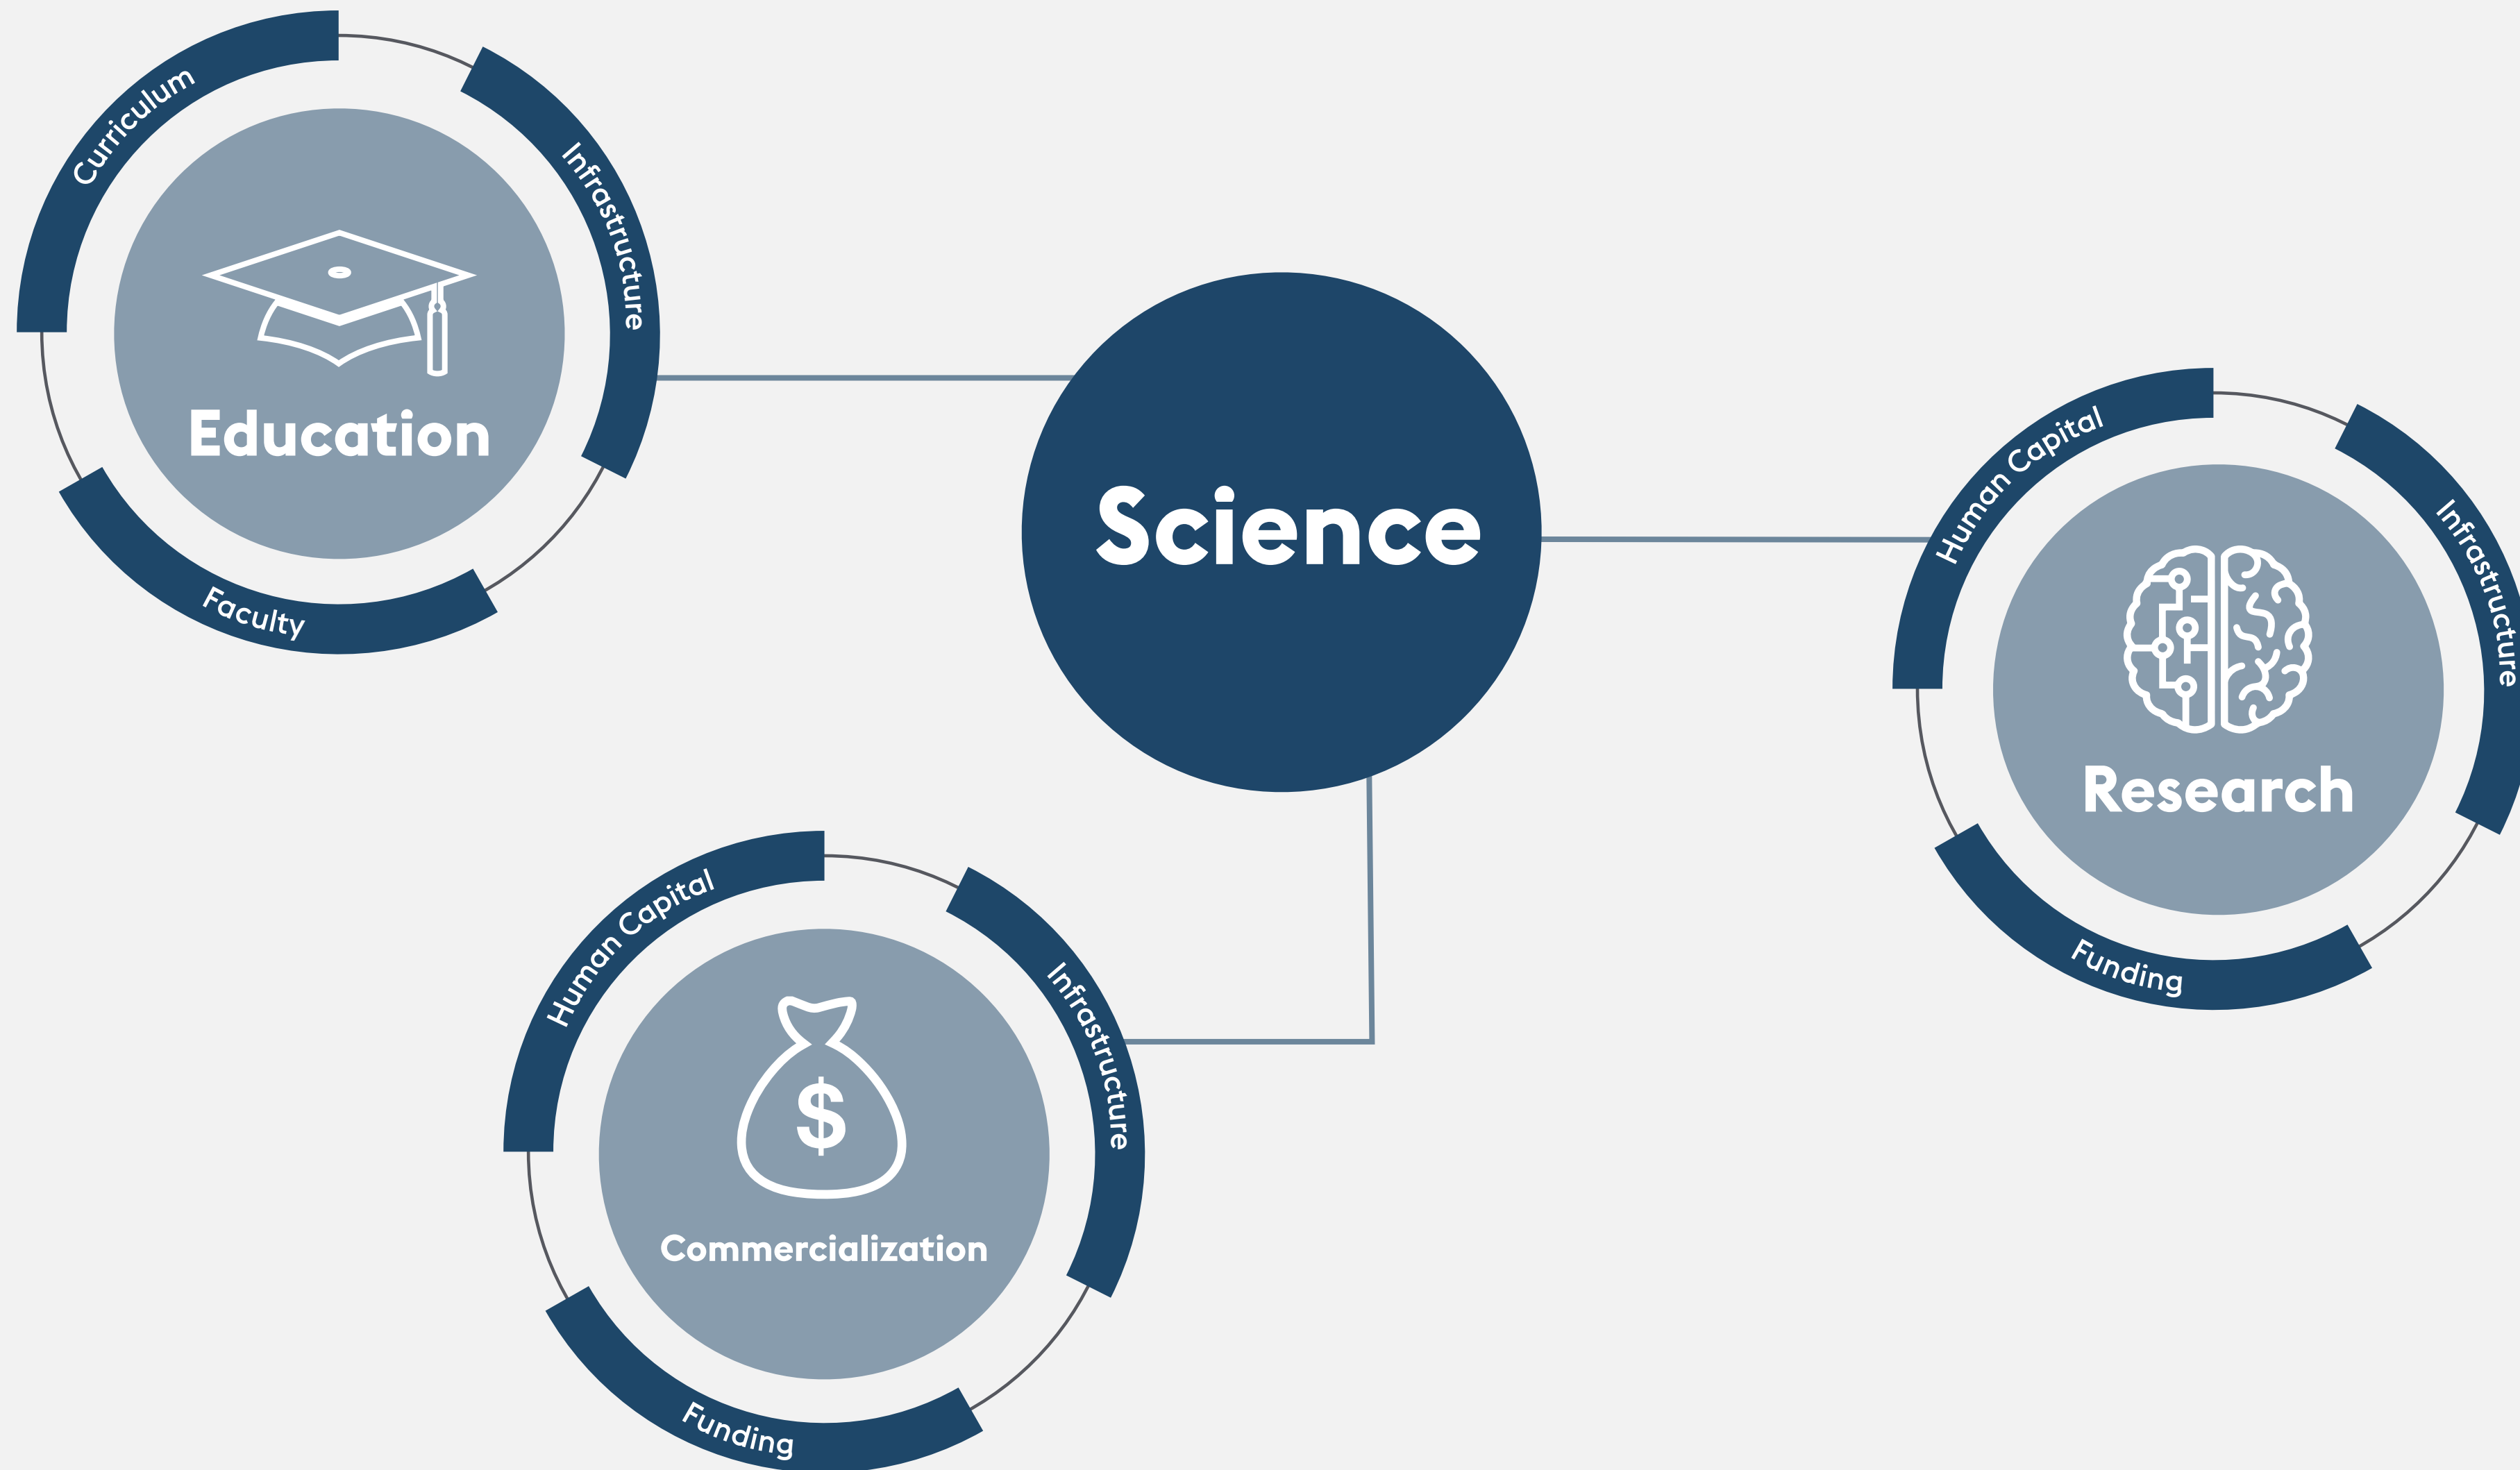 Curriculum
Infrastructure
Education
Faculty
Science
Human Capital
Infrastructure
Research
Funding
Human Capital
Infrastructure
$
Commercialization
Funding